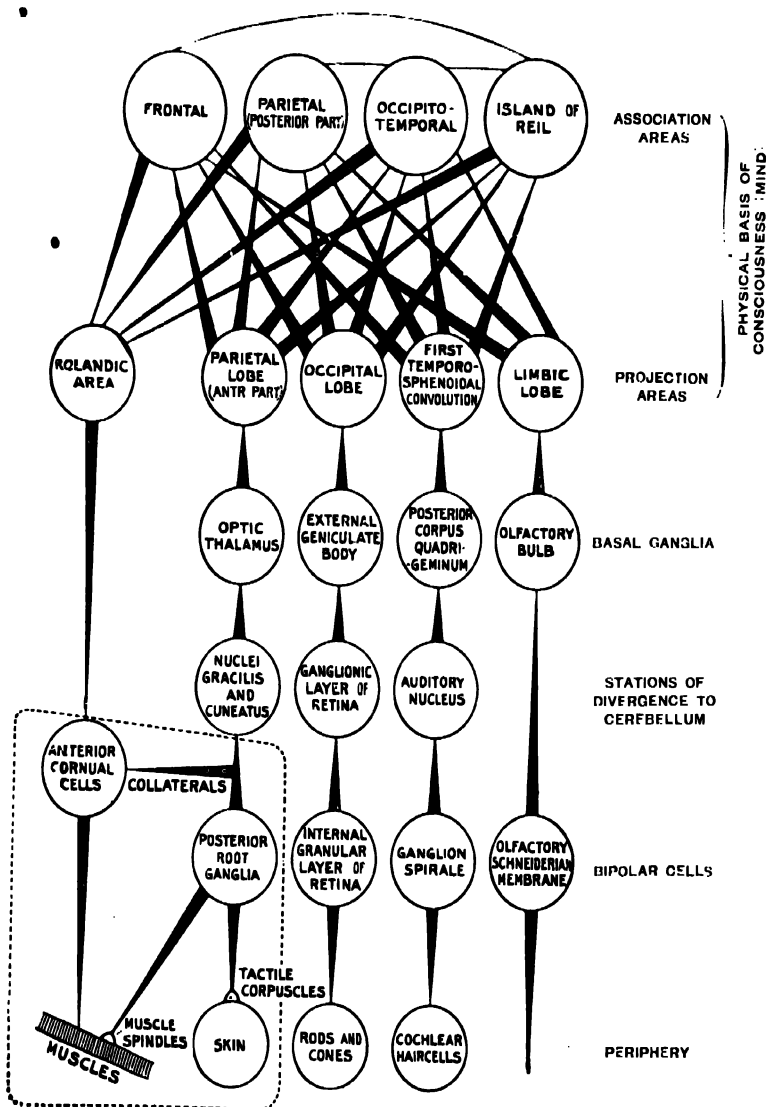 FRONTAL
PARIETAL
(POSTERIOR PART)
OCCIPITO-
TEMPORAL
ISLAND OF
REIL
ASSOCIATION
AREAS
PHYSICAL BASIS OF
CONSCIOUSNESS (MIND)
ROLANDIC
AREA
PARIETAL
LOBE
(ANTR PART)
OCCIPITAL
LOBE
FIRST
TEMPORO-
SPHENOIDAL
CONVOLUTION
LIMBIC
LOBE
PROJECTION
AREAS
OPTIC
THALAMUS
EXTERNAL
GENICULATE
BODY
POSTERIOR
CORPUS
QUADRI-
-GEMINUM
OLFACTORY
BULB
BASAL GANGLIA
NUCLEI
GRACILIS
AND
CUNEATUS
GANGLIONIC
LAYER OF
RETINA
AUDITORY
NUCLEUS
STATIONS OF
DIVERGENCE TO
CEREBELLUM
ANTERIOR
CORNUAL
CELLS
COLLATERALS
POSTERIOR
ROOT
GANGLIA
INTERNAL
GRANULAR
LAYER OF
RETINA
GANGLION
SPIRALE
OLFACTORY
SCHNEIDERIAN
MEMBRANE
BIPOLAR CELLS
TACTILE
CORPUSCLES
MUSCLE
SPINDLES
MUSCLES
SKIN
RODS AND
CONES
COCHLEAR
HAIRCELLS
PERIPHERY